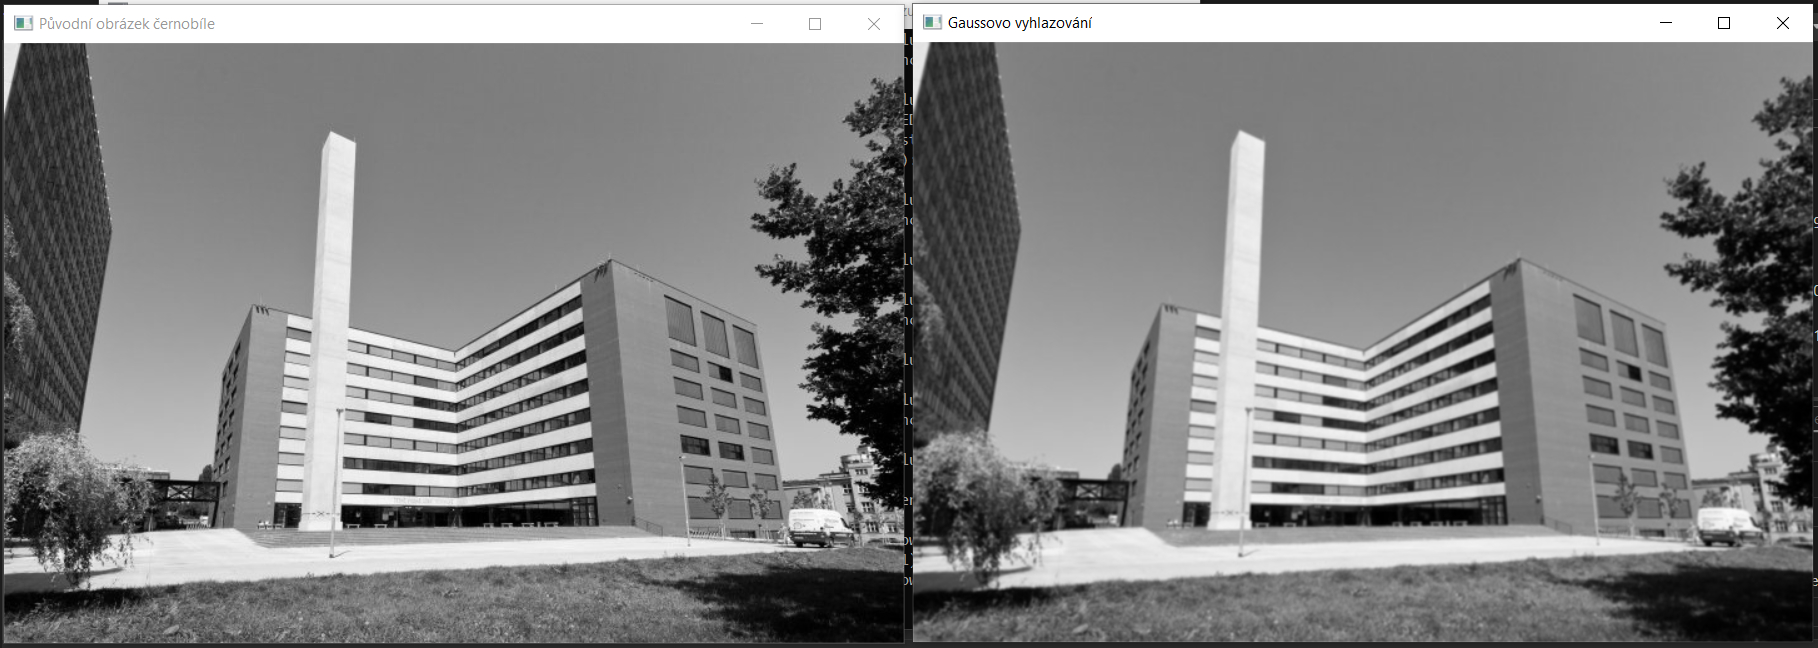 Původní obrázek černobíle
Gaussovo vyhlazování